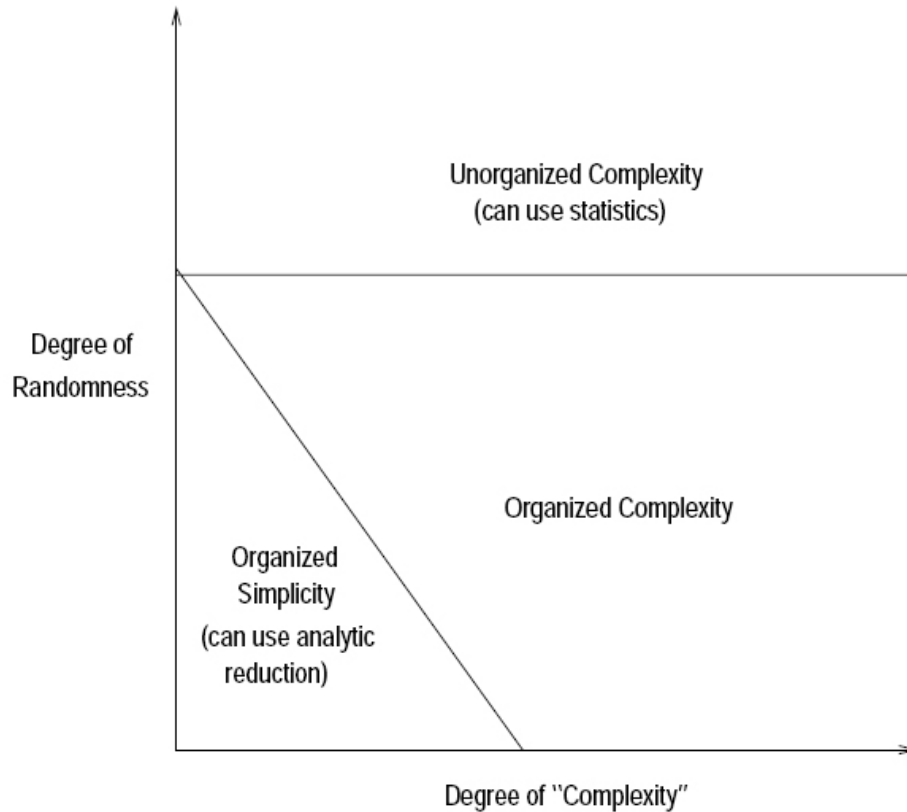 Unorganized Complexity
(can use statistics)
Degree of
Randomness
Organized Complexity
Organized
Simplicity
(can use analytic
reduction)
Degree of "Complexity"